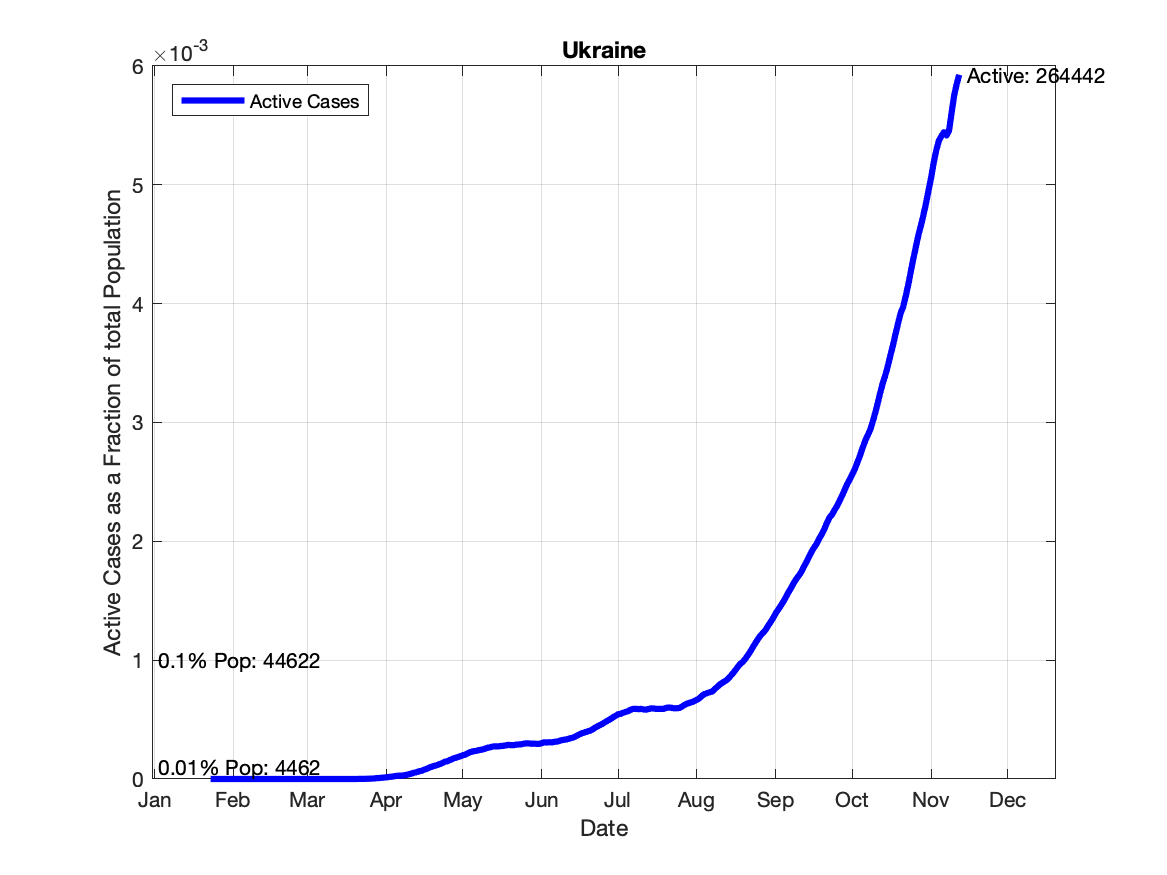 Ukraine
×10-3
Active Cases
Active: 264442
6
5
4
3
2
1
0
Active Cases as a Fraction of total Population
0.1% Pop: 44622
0.01% Pop: 4462
Jan Feb Mar Apr May Jun Jul Aug Sep Oct Nov Dec
Date